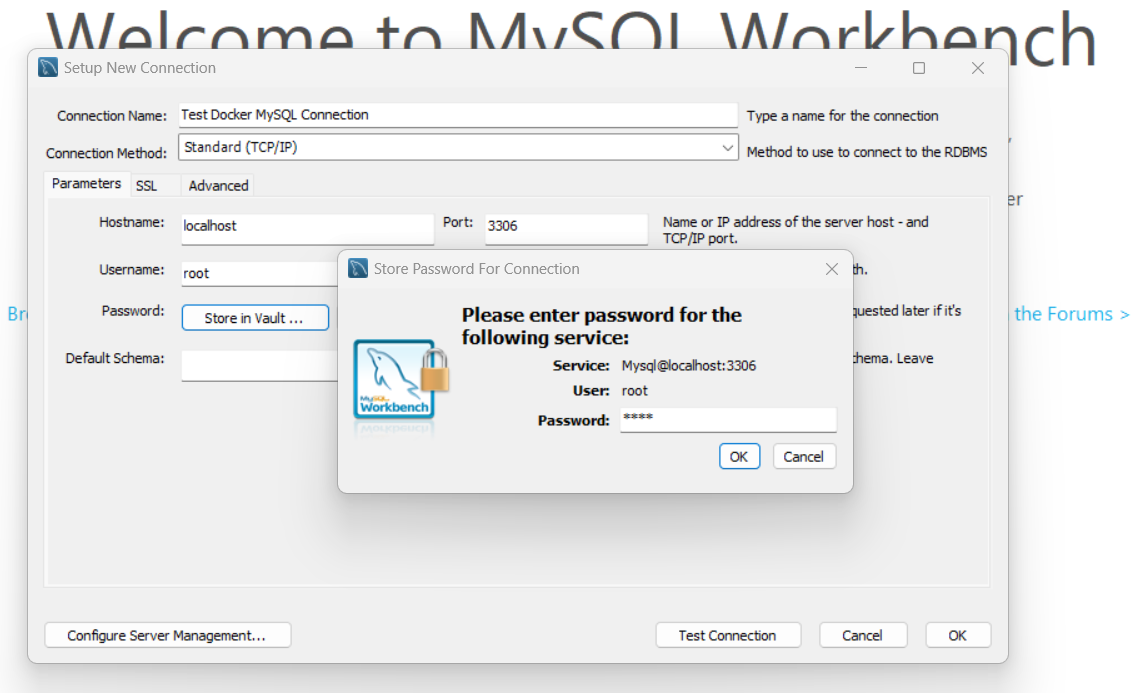 Welcome to MySQL Workbench
Setup New Connection
Connection Name: Test Docker MySQL Connection Type a name for the connection
Connection Method: Standard (TCP/IP) Method to use to connect to the RDBMS
Parameters SSL Advanced
Hostname: localhost Port: 3306 Name or IP address of the server host - and
TCP/IP port.
Username: root
Password: Store in Vault ... quested later if it's
Default Schema: hema. Leave
Store Password For Connection
Please enter password for the
following service:
Service: Mysql@localhost:3306
User: root
Password: ****
MySQL
Workbench
OK Cancel
the Forums >
Configure Server Management... Test Connection Cancel OK